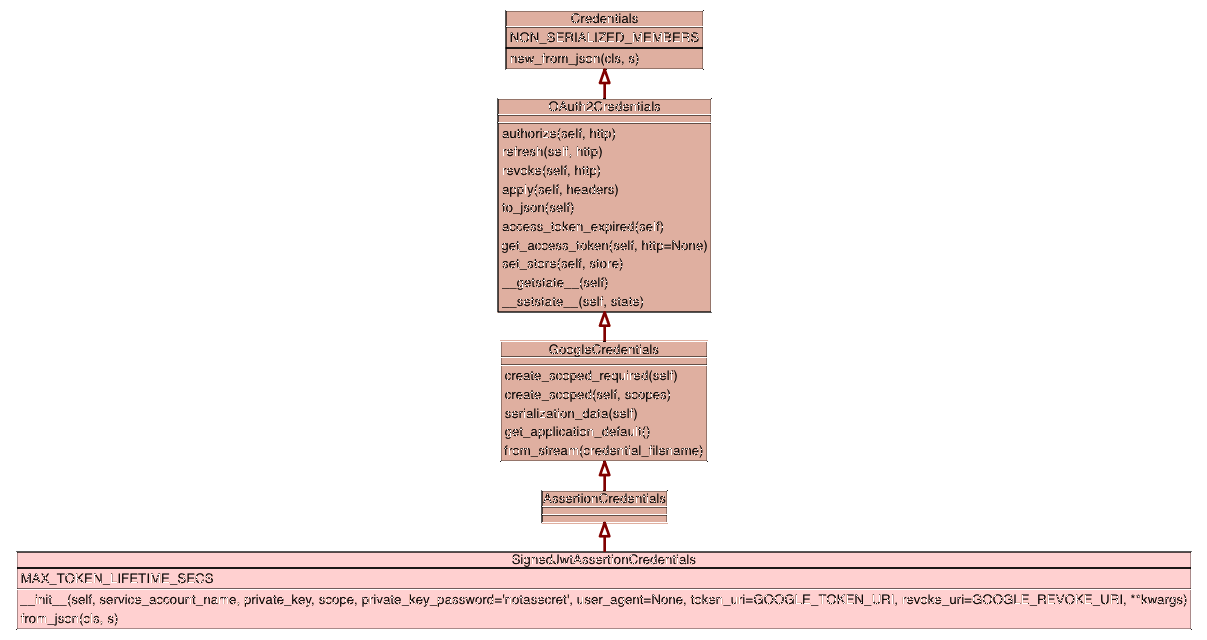 Credentials
NON_SERIALIZED_MEMBERS
new_from_json(cls, s)
OAuth2Credentials
authorize(self, http)
refresh(self, http)
revoke(self, http)
apply(self, headers)
to_json(self)
access_token_expired(self)
get_access_token(self, http=None)
set_store(self, store)
__getstate__(self)
__setstate__(self, state)
GoogleCredentials
create_scoped_required(self)
create_scoped(self, scopes)
serialization_data(self)
get_application_default()
from_stream(credential_filename)
AssertionCredentials
SignedJwtAssertionCredentials
MAX_TOKEN_LIFETIVE_SECS
__init__(self, service_account_name, private_key, scope, private_key_password='notasecret', user_agent=None, token_uri=GOOGLE_TOKEN_URI, revoke_uri=GOOGLE_REVOKE_URI, **kwargs)
from_json(cls, s)